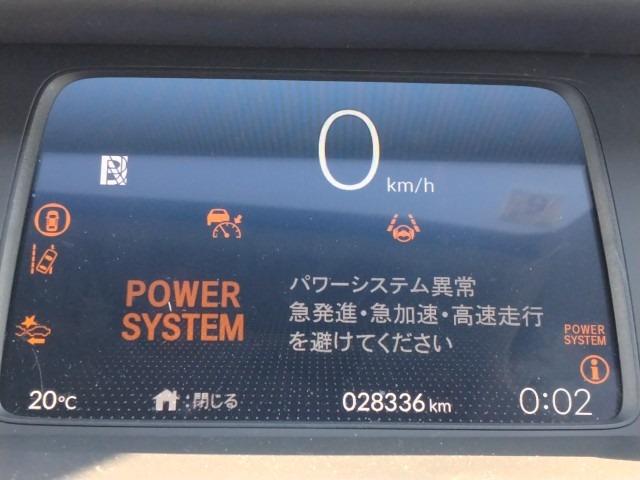 0
km/h
POWER
SYSTEM
パワーシステム異常
急発進・急加速・高速走行
を避けてください
POWER
SYSTEM
20℃
:閉じる
028336 km
0:02